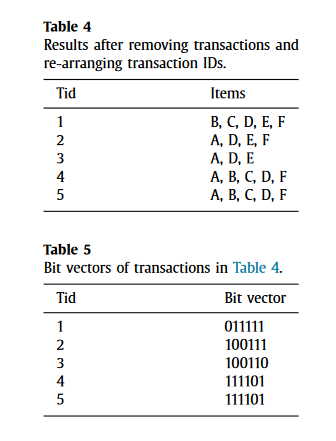 Table 4
Results after removing transactions and
re-arranging transaction IDs.
Tid Items
1 B, C, D, E, F
2 A, D, E, F
3 A, D, E
4 A, B, C, D, F
5 A, B, C, D, F
Table 5
Bit vectors of transactions in Table 4.
Tid Bit vector
1 011111
2 100111
3 100110
4 111101
5 111101